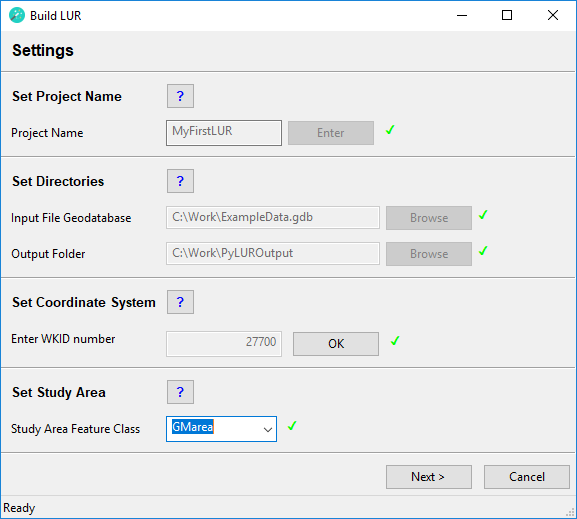 Build LUR
Settings
Set Project Name ?
Project Name MyFirstLUR Enter
Set Directories ?
Input File Geodatabase C:\Work\ExampleData.gdb Browse
Output Folder C:\Work\PyLUROutput Browse
Set Coordinate System ?
Enter WKID number 27700 OK
Set Study Area ?
Study Area Feature Class GMarea
Next > Cancel
Ready